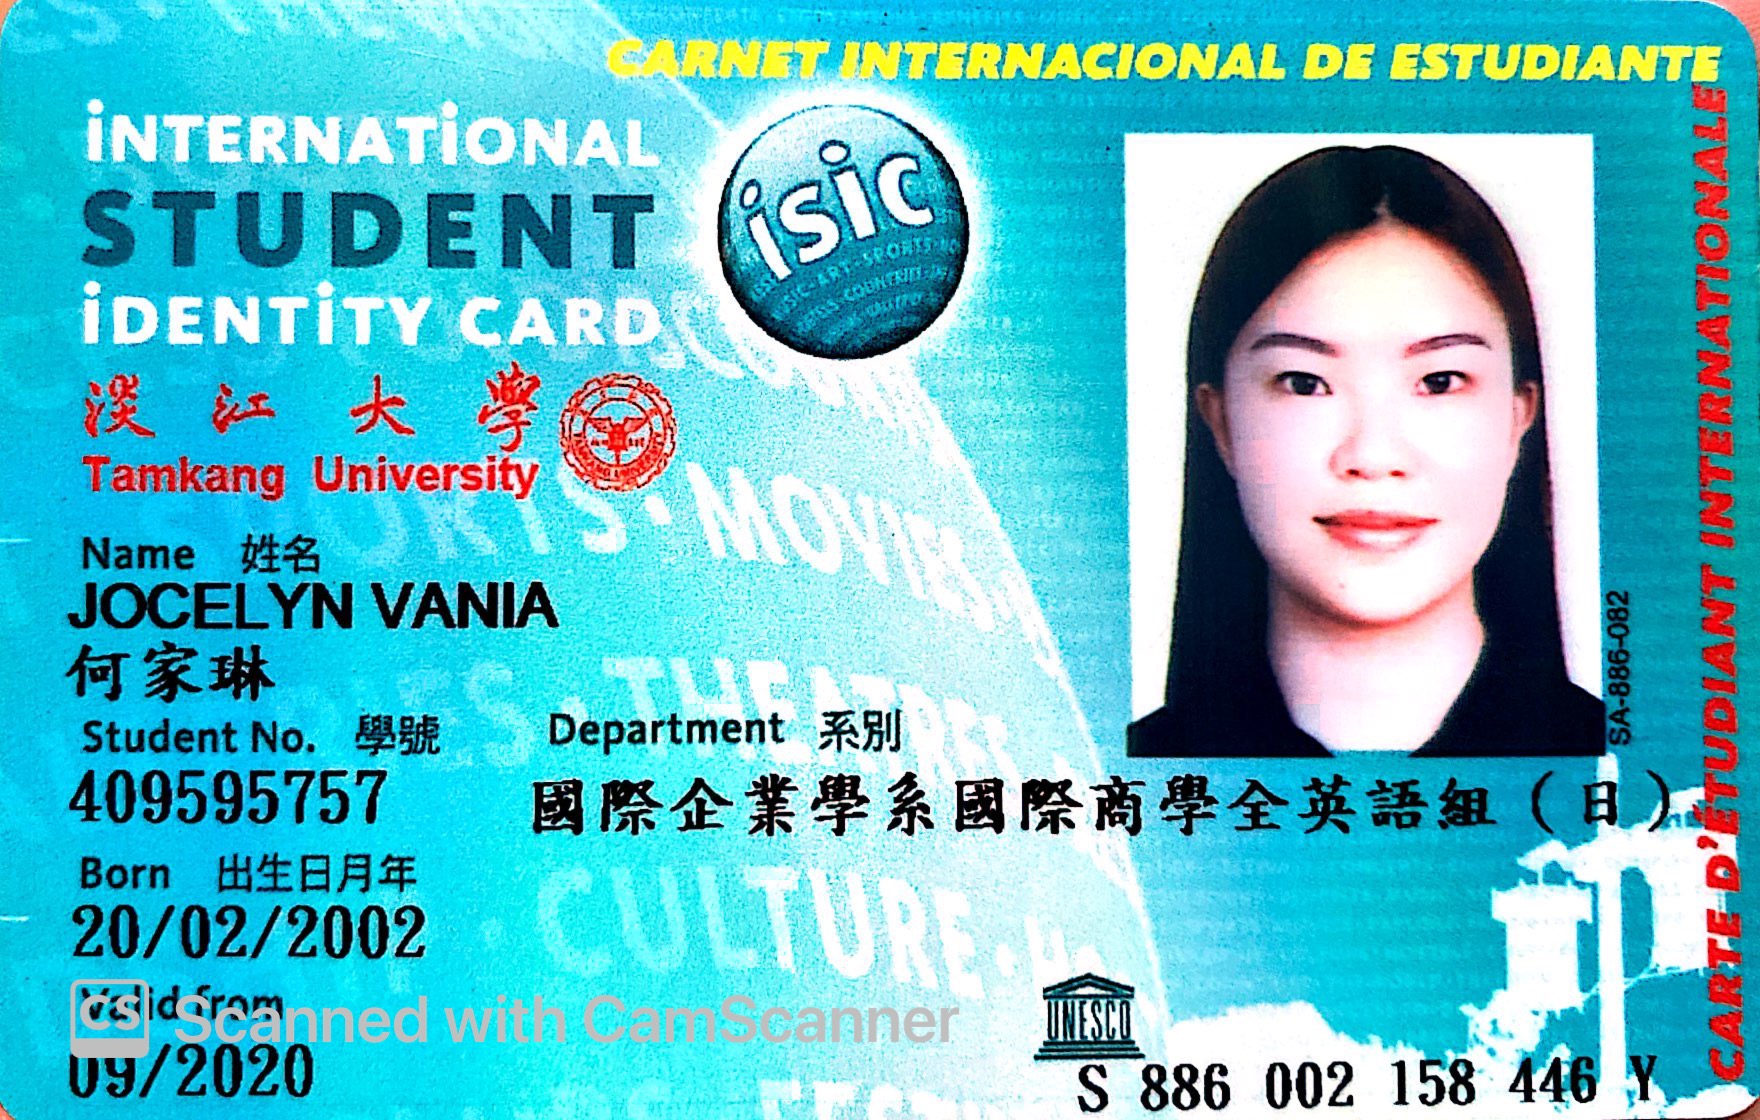 CARNET INTERNACIONAL DE ESTUDIANTE
iNTERNATiONAL
STUDENT
iDENTiTY CARD
isic
淡江大學
Tamkang University
Name 姓名
JOCELYN VANIA
何家琳
Student No. 學號
409595757
Department 系別
國際企業學系國際商學全英語組(日)
Born 出生日月年
20/02/2002
Valid from
09/2020
CS Scanned with CamScanner
UNESCO
S 886 002 158 446 Y
SA-886-082
CARTE D'ÉTUDIANT INTERNATIONALE
MOVIES
THEATRE
CULTURE